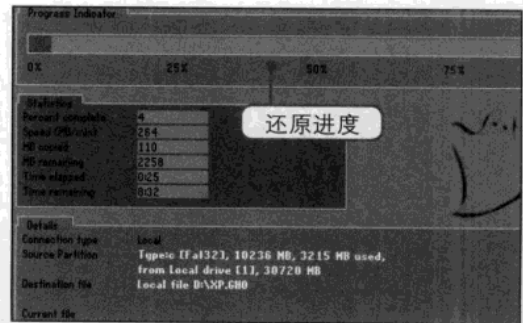 Progress Indicator
0%
25%
50%
75%
还原进度
Statistics
Percent complete 4
Speed (MB/min) 264
MB copied 110
MB remaining 2258
Time elapsed 0:25
Time remaining 8:32
Details
Connection type Local
Source Partition Type:c [Fat32], 10236 MB, 3215 MB used,
from Local drive [1], 30720 MB
Destination file Local file D:\XP.GHO
Current file